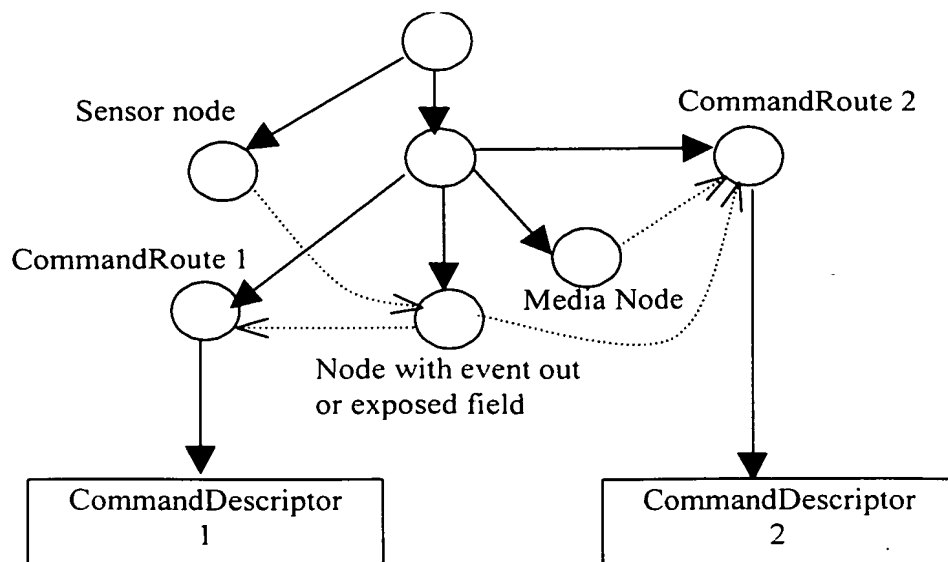 Sensor node
CommandRoute 2
CommandRoute 1
Media Node
Node with event out
or exposed field
CommandDescriptor
1
CommandDescriptor
2